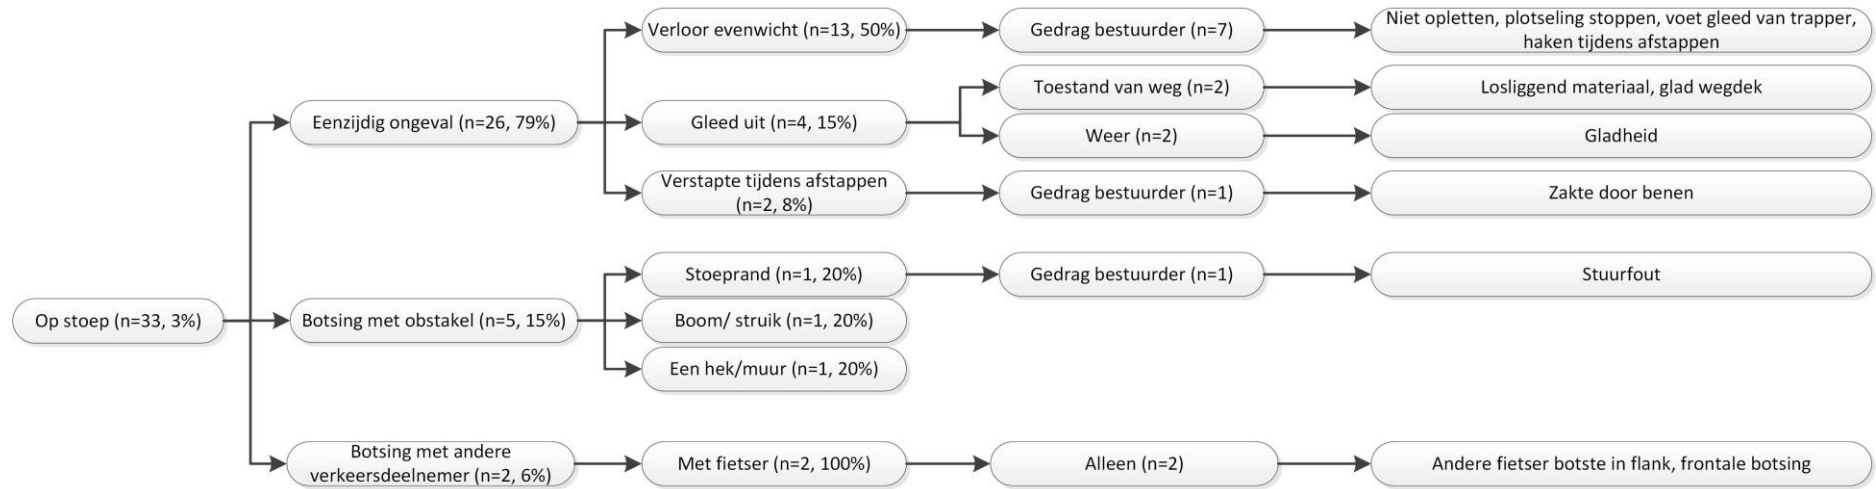 Op stoep (n=33, 3%)
Eenzijdig ongeval (n=26, 79%)
Verloor evenwicht (n=13, 50%)
Gedrag bestuurder (n=7)
Niet opletten, plotseling stoppen, voet gleed van trapper,
haken tijdens afstappen
Gleed uit (n=4, 15%)
Toestand van weg (n=2)
Losliggend materiaal, glad wegdek
Weer (n=2)
Gladheid
Verstapte tijdens afstappen
(n=2, 8%)
Gedrag bestuurder (n=1)
Zakte door benen
Botsing met obstakel (n=5, 15%)
Stoeprand (n=1, 20%)
Gedrag bestuurder (n=1)
Stuurfout
Boom/ struik (n=1, 20%)
Een hek/muur (n=1, 20%)
Botsing met andere
verkeersdeelnemer (n=2, 6%)
Met fietser (n=2, 100%)
Alleen (n=2)
Andere fietser botste in flank, frontale botsing